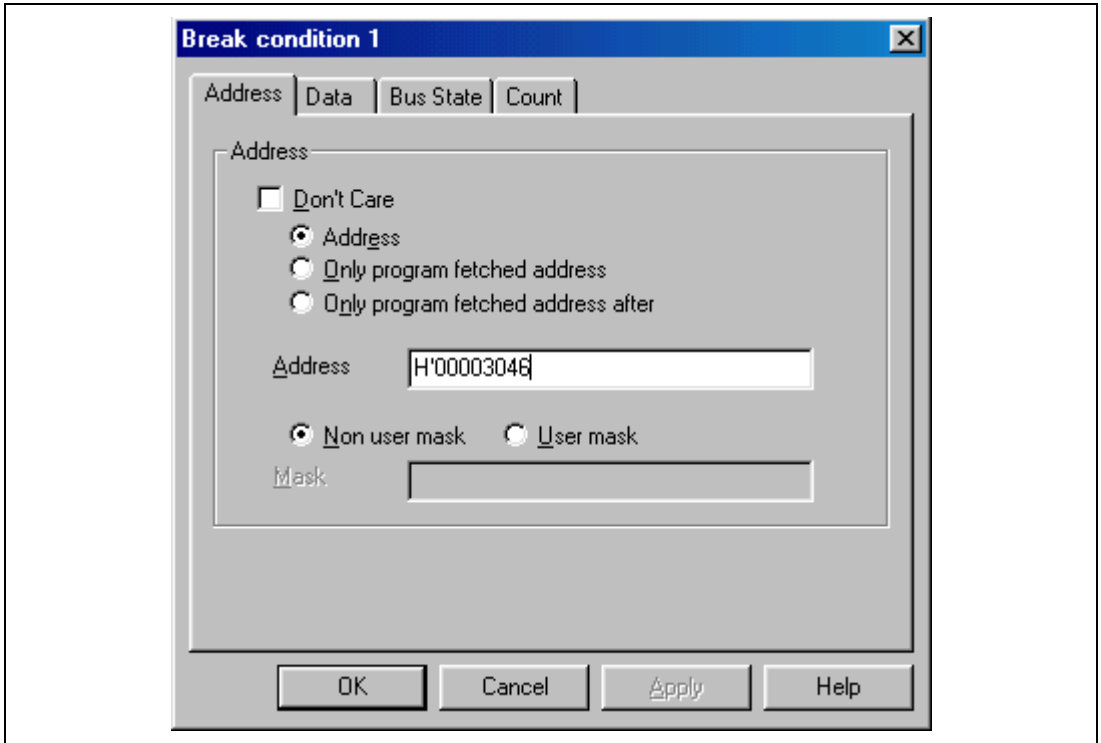 Break condition 1
Address Data Bus State Count
Address
Don't Care
Address
Only program fetched address
Only program fetched address after
Address H'00003046
Non user mask User mask
Mask
OK Cancel Apply Help